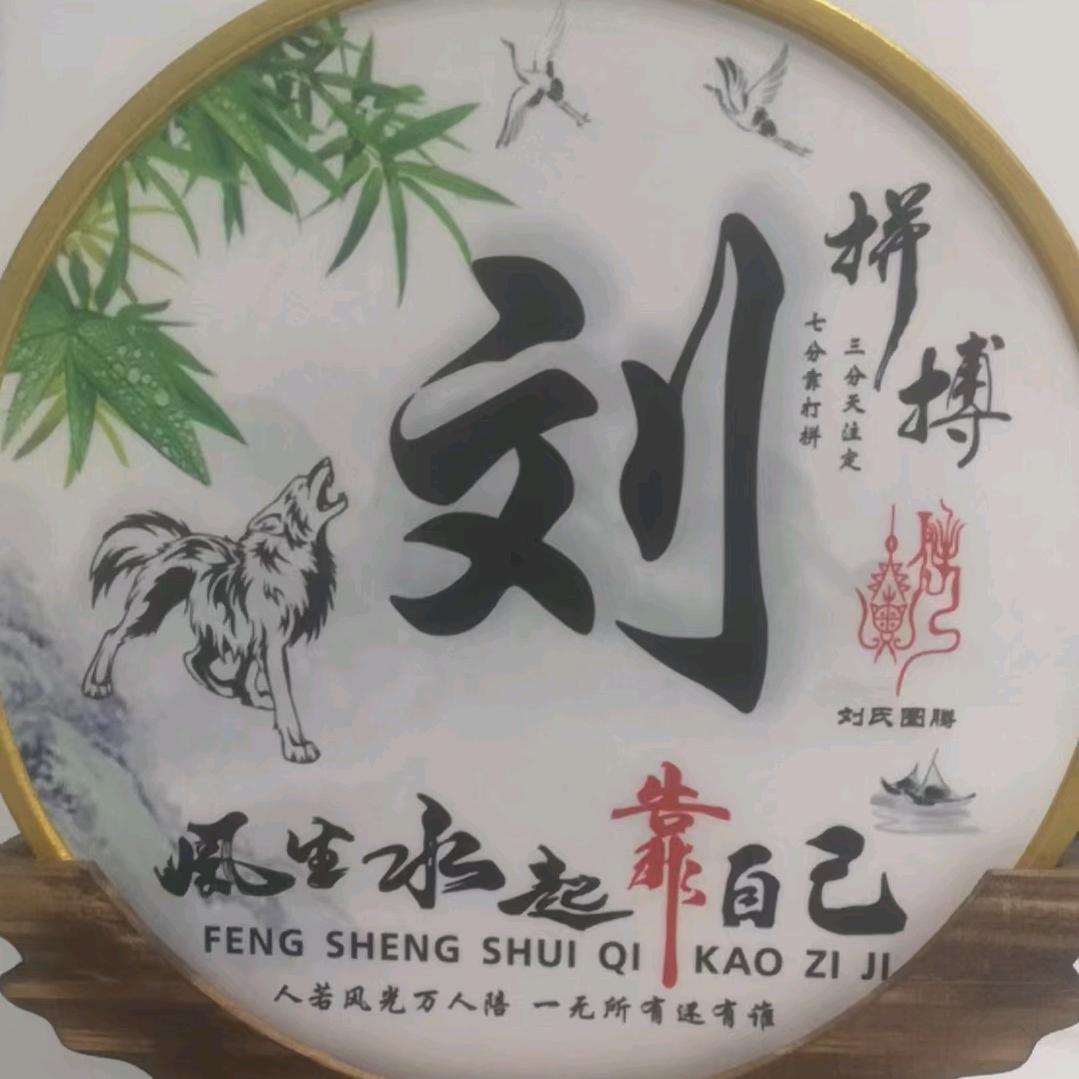 刘
拼搏
三分天注定
七分靠打拼
刘氏图腾
风生水起靠自己
FENG SHENG SHUI QI KAO ZI JI
人若风光万人陪 一无所有还有谁